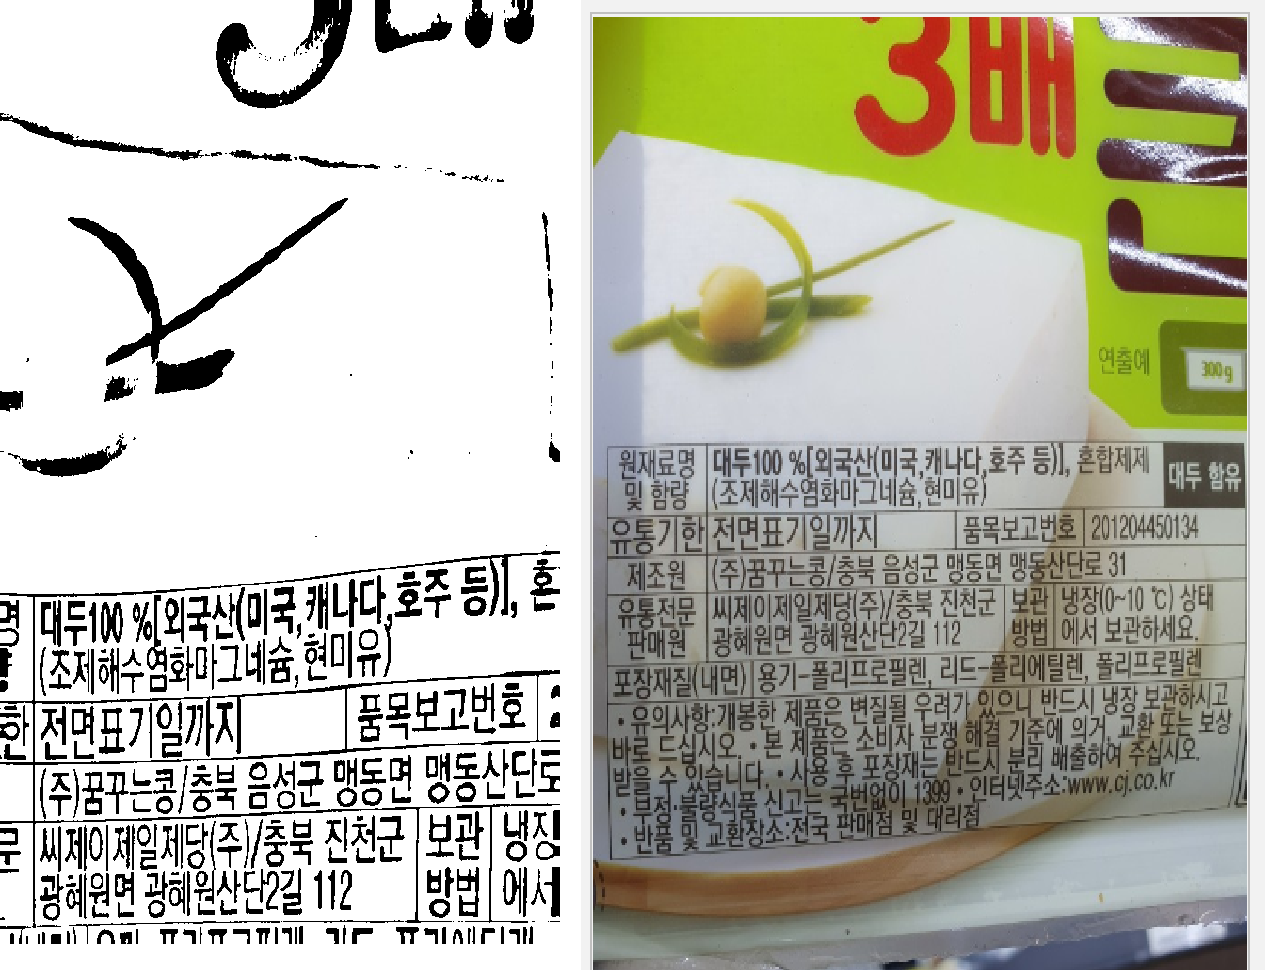 명 대두100 %[외국산(미국,캐나다,호주 등)], 혼
(조제해수염화마그네슘,현미유)
한 전면표기일까지 품목보고번호
(주)꿈꾸는콩/충북 음성군 맹동면 맹동산단로
문 씨제이제일제당(주)/충북 진천군 보관
광혜원면 광혜원산단2길 112 방법 에서
3배
연출예
300g
원재료명 및 함량 대두100 %[외국산(미국,캐나다,호주 등)], 혼합제제
(조제해수염화마그네슘,현미유)
대두 함유
유통기한 전면표기일까지 품목보고번호 201204450134
제조원 (주)꿈꾸는콩/충북 음성군 맹동면 맹동산단로 31
유통전문 씨제이제일제당(주)/충북 진천군 보관 냉장(0~10 ℃) 상태
판매원 광혜원면 광혜원산단2길 112 방법 에서 보관하세요.
포장재질(내면) 용기-폴리프로필렌, 리드-폴리에틸렌, 폴리프로필렌
• 유의사항:개봉한 제품은 변질될 우려가 있으니 반드시 냉장 보관하시고
바로 드십시오. • 본 제품은 소비자 분쟁 해결 기준에 의거, 교환 또는 보상
받을 수 있습니다. • 사용 후 포장재는 반드시 분리 배출하여 주십시오.
• 부정·불량식품 신고는 국번없이 1399 • 인터넷주소:www.cj.co.kr
• 반품 및 교환장소:전국 판매점 및 대리점